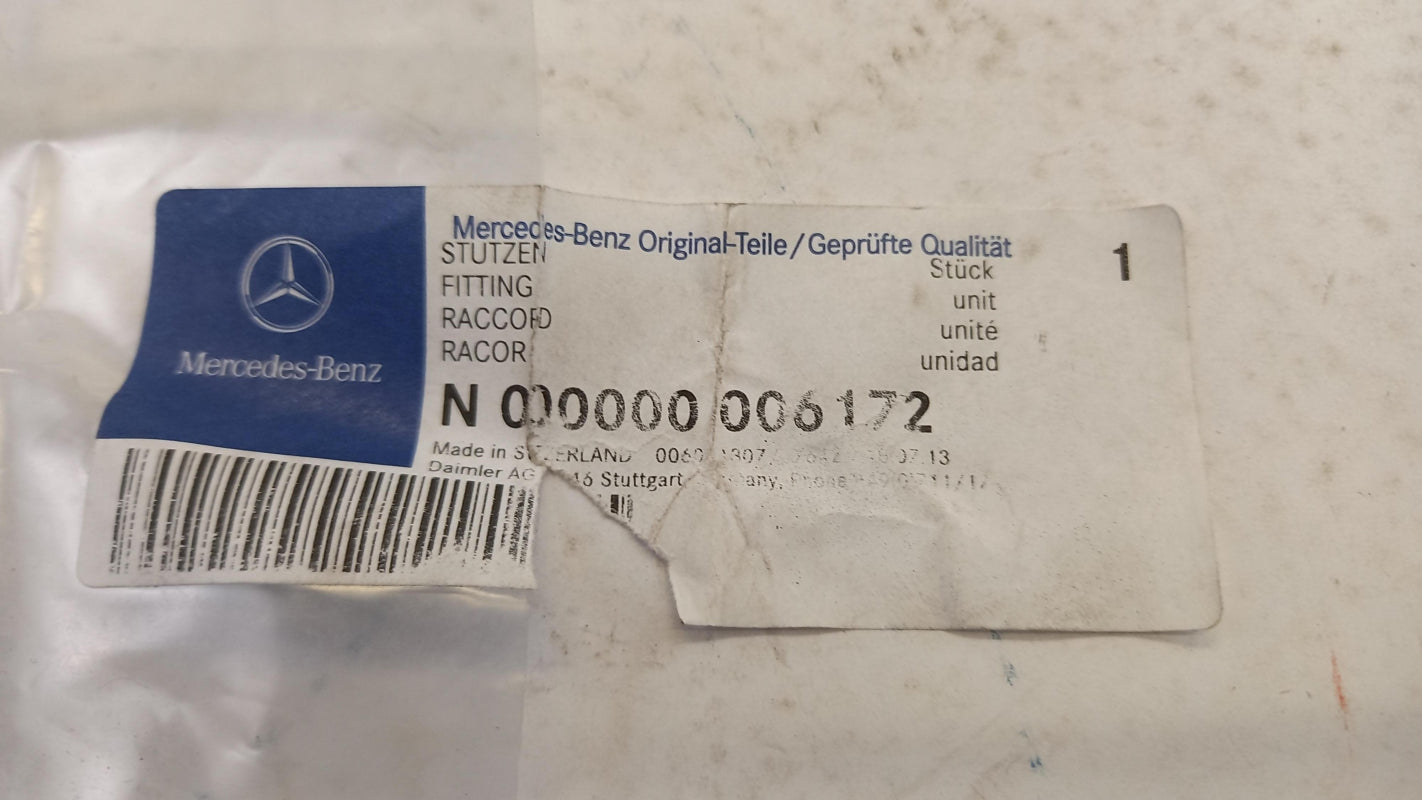 Mercedes-Benz
Mercedes-Benz Original-Teile/Geprüfte Qualität
STUTZEN
FITTING
RACCORD
RACOR
Stück
unit
unité
unidad
1
N 000000 006172
Made in
Daimler AG Stuttgart Phone